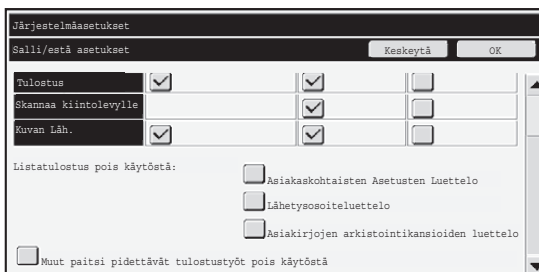 Järjestelmäasetukset
Salli/estä asetukset Keskeytä OK
Tulostus
Skannaa kiintolevylle
Kuvan Läh.
Listatulostus pois käytöstä:
Asiakaskohtaisten Asetusten Luettelo
Lähetysosoiteluettelo
Asiakirjojen arkistointikansioiden luettelo
Muut paitsi pidettävät tulostustyöt pois käytöstä